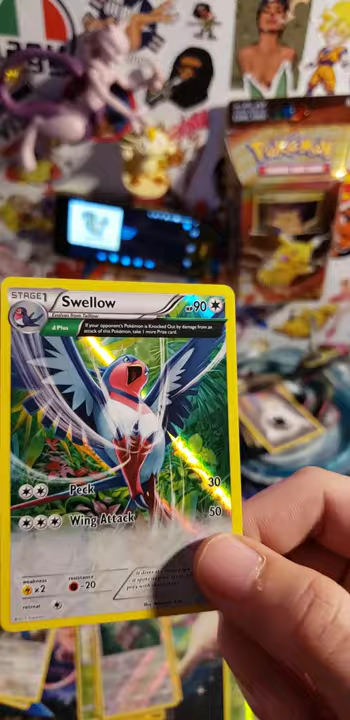 Pokémon
STAGE1
Swellow
HP 90
Evolves from Taillow
δ Plus
If your opponent's Pokémon is Knocked Out by damage from an
attack of this Pokémon, take 1 more Prize card.
Peck 30
Wing Attack 50
weakness
resistance
×2
-20
retreat